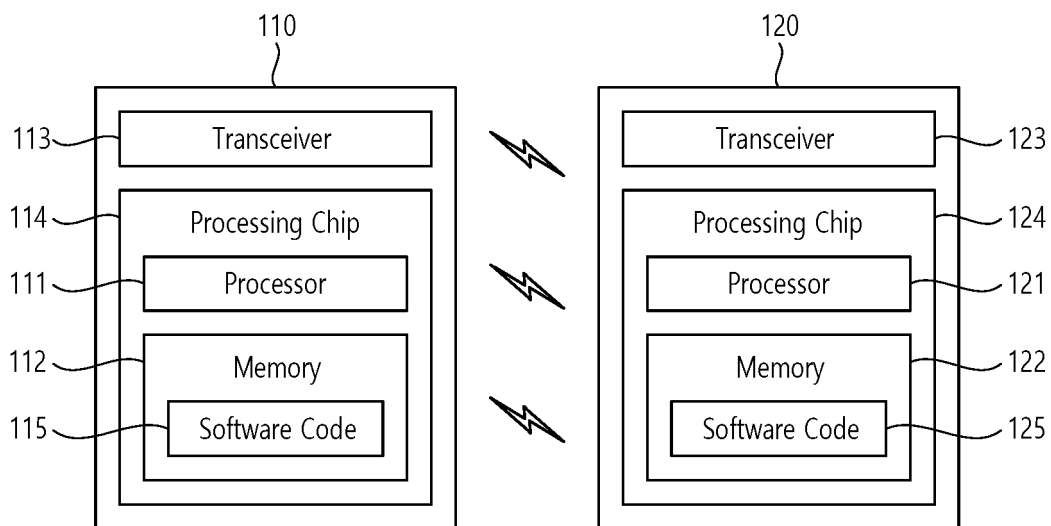 110 120
113 Transceiver Transceiver 123
114 Processing Chip Processing Chip 124
111 Processor Processor 121
112 Memory Memory 122
115 Software Code Software Code 125